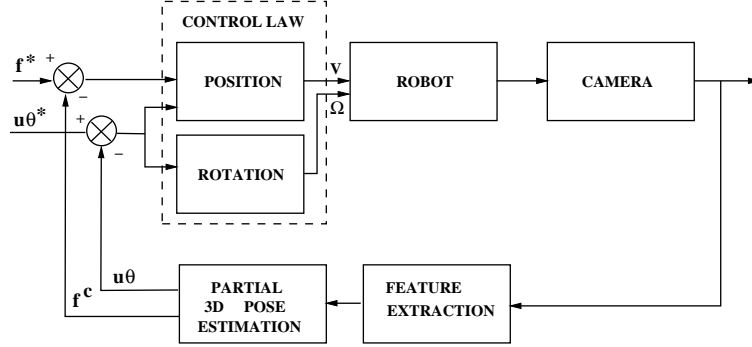 CONTROL LAW
f*
+
−
POSITION
V
ROBOT
CAMERA
Ω
uθ*
+
−
ROTATION
uθ
f c
PARTIAL
3D POSE
ESTIMATION
FEATURE
EXTRACTION